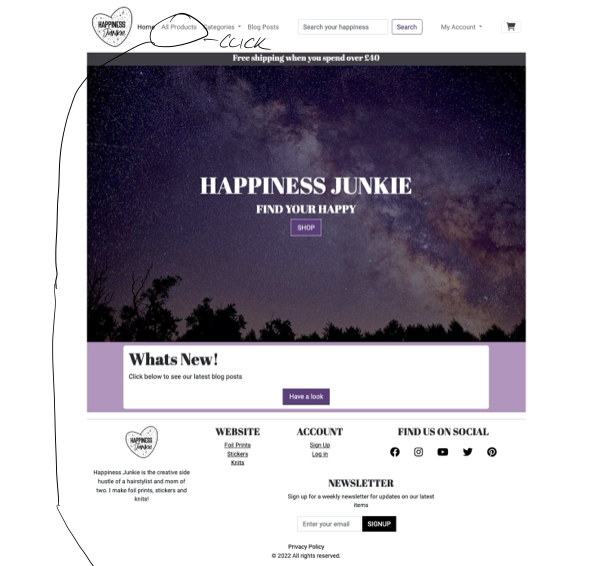 HAPPINESS
Junkie
Home All Products Categories Blog Posts Search your happiness Search My Account
CLICK
Free shipping when you spend over £40
HAPPINESS JUNKIE
FIND YOUR HAPPY
SHOP
Whats New!
Click below to see our latest blog posts
Have a look
HAPPINESS
Junkie
Happiness Junkie is the creative side
hustle of a hairstylist and mom of
two. I make foil prints, stickers and
knits!
WEBSITE
Foil Prints
Stickers
Knits
ACCOUNT
Sign Up
Log in
FIND US ON SOCIAL
NEWSLETTER
Sign up for a weekly newsletter for updates on our latest
items
Enter your email SIGNUP
Privacy Policy
© 2022 All rights reserved.